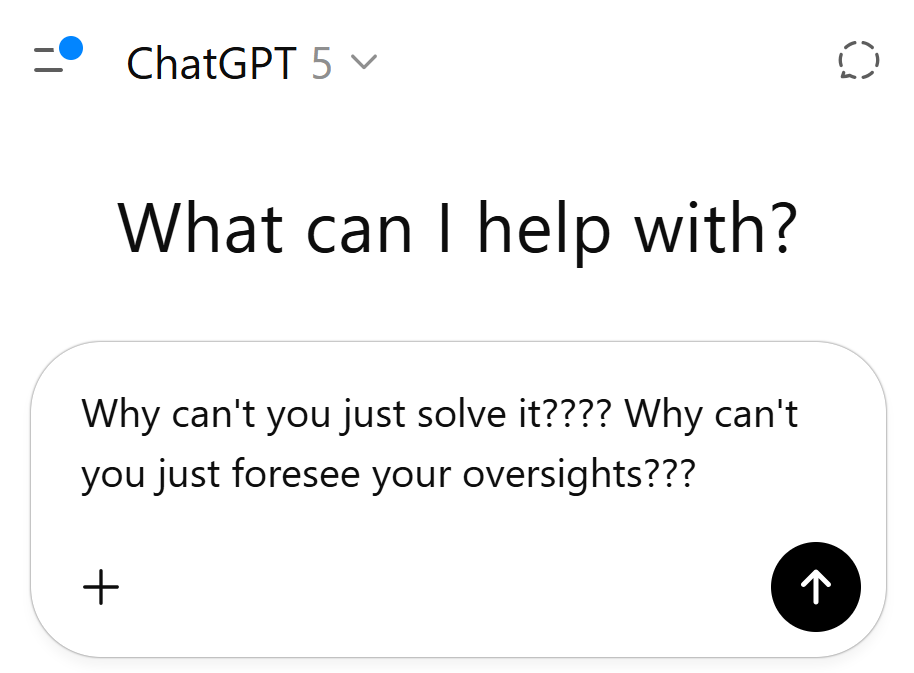 ChatGPT 5
What can I help with?
Why can't you just solve it???? Why can't
you just foresee your oversights???